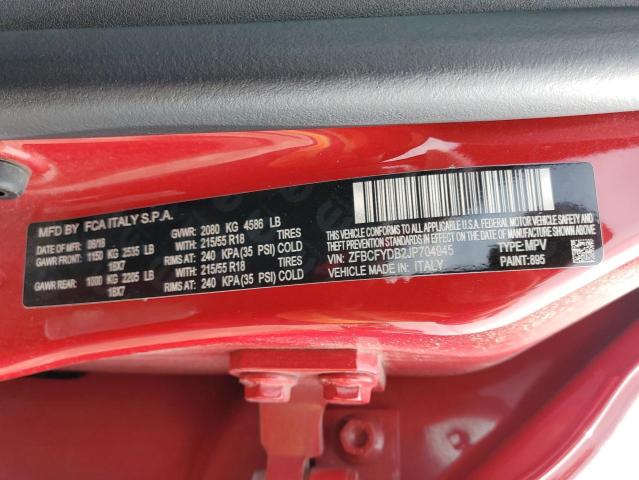 MFD BY FCA ITALY S.P.A.
DATE OF MFD: 06/18 GVWR: 2080 KG 4586 LB
GAWR FRONT: 1150 KG 2535 LB WITH: 215/55 R18 TIRES
18X7 RIMS AT: 240 KPA(35 PSI) COLD
GAWR REAR: 1000 KG 2205 LB WITH: 215/55 R18 TIRES
18X7 RIMS AT: 240 KPA(35 PSI) COLD
THIS VEHICLE CONFORMS TO ALL APPLICABLE U.S.A. FEDERAL MOTOR VEHICLE SAFETY AND
BUMPER STANDARDS IN EFFECT ON THE DATE OF MANUFACTURE SHOWN ABOVE.
VIN: ZFBCFYDB2JP704945 TYPE: MPV
VEHICLE MADE IN: ITALY PAINT: 895